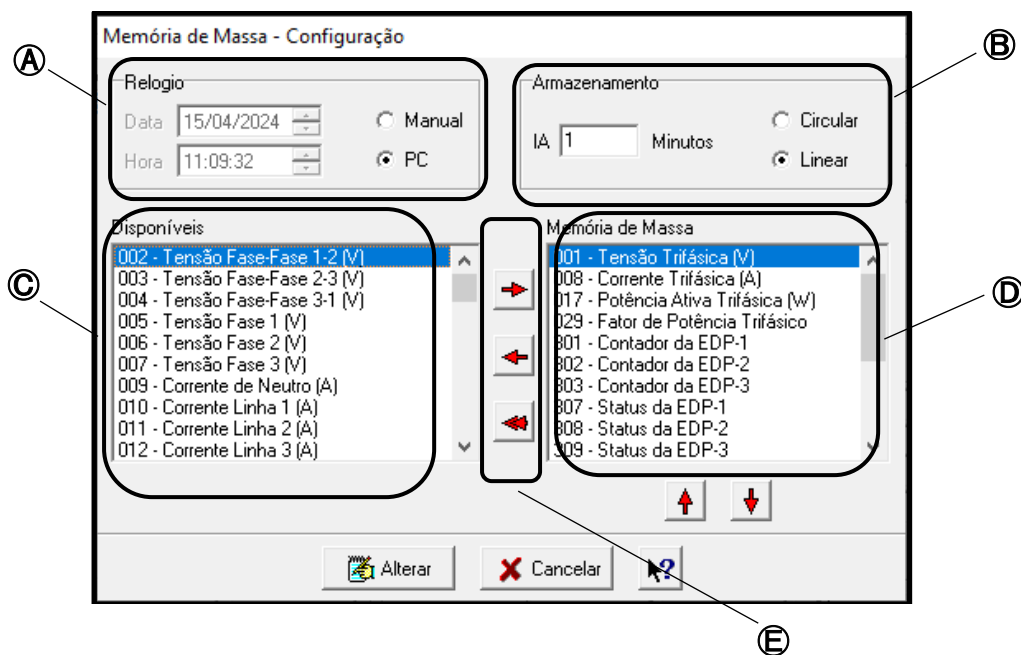 Memória de Massa - Configuração
Ⓐ
Ⓑ
Relogio
Data 15/04/2024
Manual
Hora 11:09:32
PC
Armazenamento
IA 1 Minutos
Circular
Linear
Disponíveis
002 - Tensão Fase-Fase 1-2 (V)
003 - Tensão Fase-Fase 2-3 (V)
004 - Tensão Fase-Fase 3-1 (V)
005 - Tensão Fase 1 (V)
006 - Tensão Fase 2 (V)
007 - Tensão Fase 3 (V)
009 - Corrente de Neutro (A)
010 - Corrente Linha 1 (A)
011 - Corrente Linha 2 (A)
012 - Corrente Linha 3 (A)
Ⓒ
Memória de Massa
001 - Tensão Trifásica (V)
008 - Corrente Trifásica (A)
017 - Potência Ativa Trifásica (W)
029 - Fator de Potência Trifásico
801 - Contador da EDP-1
802 - Contador da EDP-2
803 - Contador da EDP-3
807 - Status da EDP-1
808 - Status da EDP-2
809 - Status da EDP-3
Ⓓ
Alterar
Cancelar
?
Ⓔ